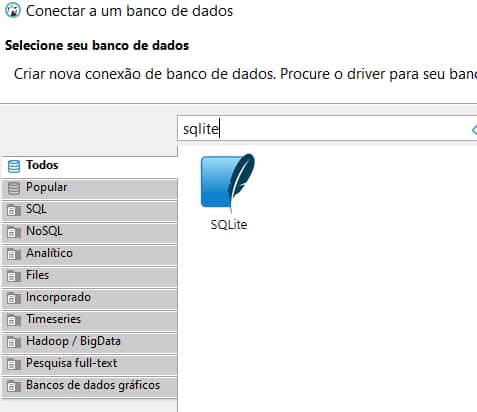 Conectar a um banco de dados
Selecione seu banco de dados
Criar nova conexão de banco de dados. Procure o driver para seu banc
sqlite
Todos
Popular
SQL
NoSQL
Analítico
Files
Incorporado
Timeseries
Hadoop / BigData
Pesquisa full-text
Bancos de dados gráficos
SQLite